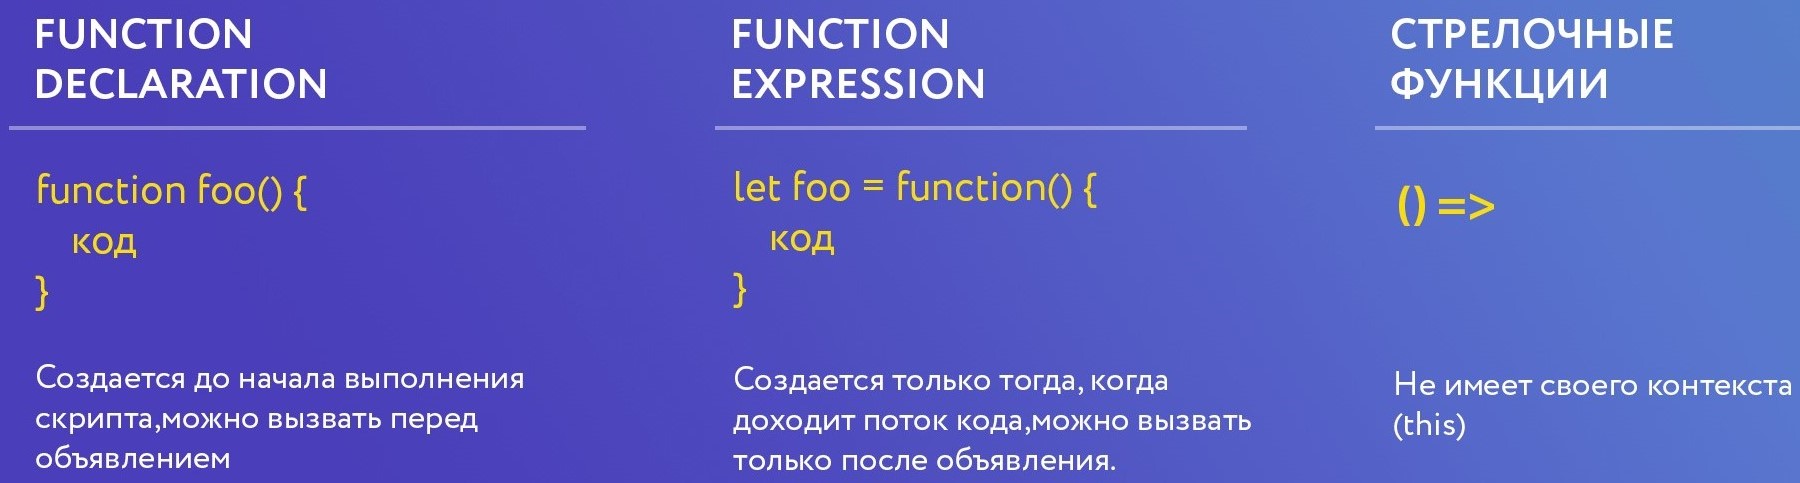 FUNCTION
DECLARATION
function foo() {
код
}
Создается до начала выполнения
скрипта,можно вызвать перед
объявлением
FUNCTION
EXPRESSION
let foo = function() {
код
}
Создается только тогда, когда
доходит поток кода,можно вызвать
только после объявления.
СТРЕЛОЧНЫЕ
ФУНКЦИИ
() =>
Не имеет своего контекста
(this)